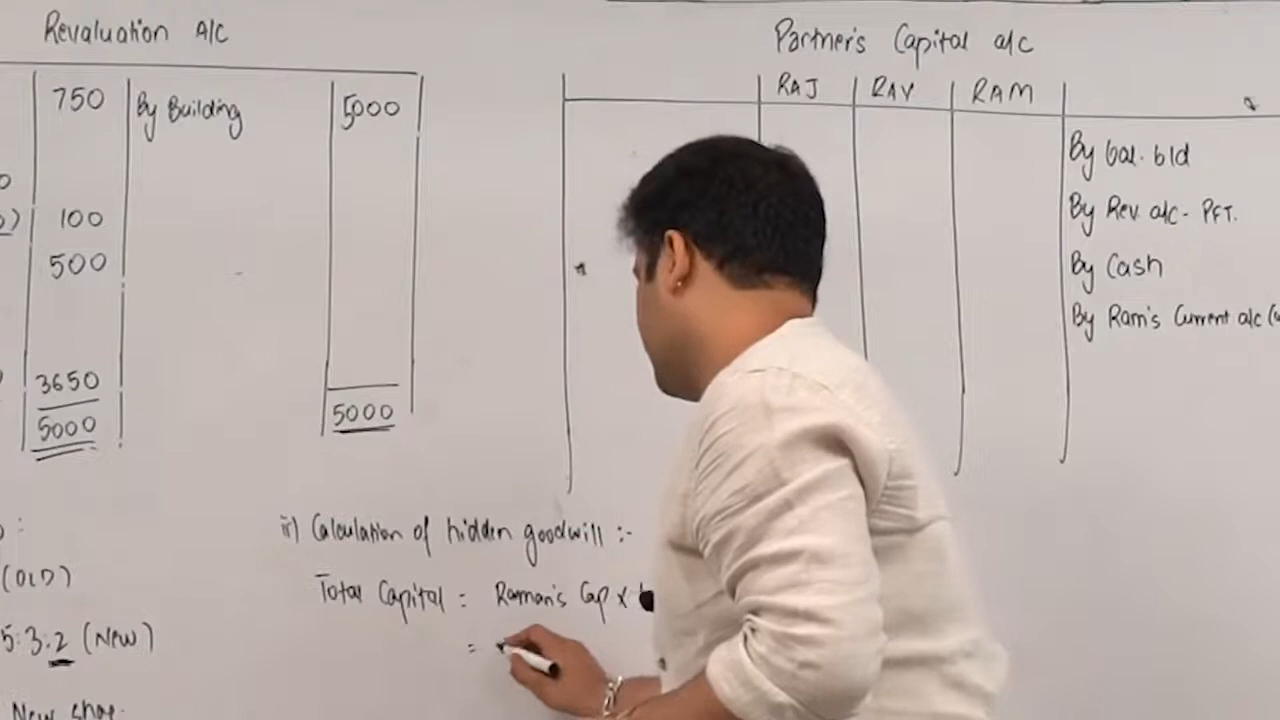 Revaluation A/C
750 By Building 5000
100
500
3650
5000 5000
Partner's Capital a/c
RAJ RAV RAM
By bal. b/d
By Rev. a/c - PFT.
By Cash
By Ram's Current a/c
(OLD)
5:3:2 (New)
New
ii) Calculation of hidden goodwill :-
Total Capital = Raman's Cap x
=